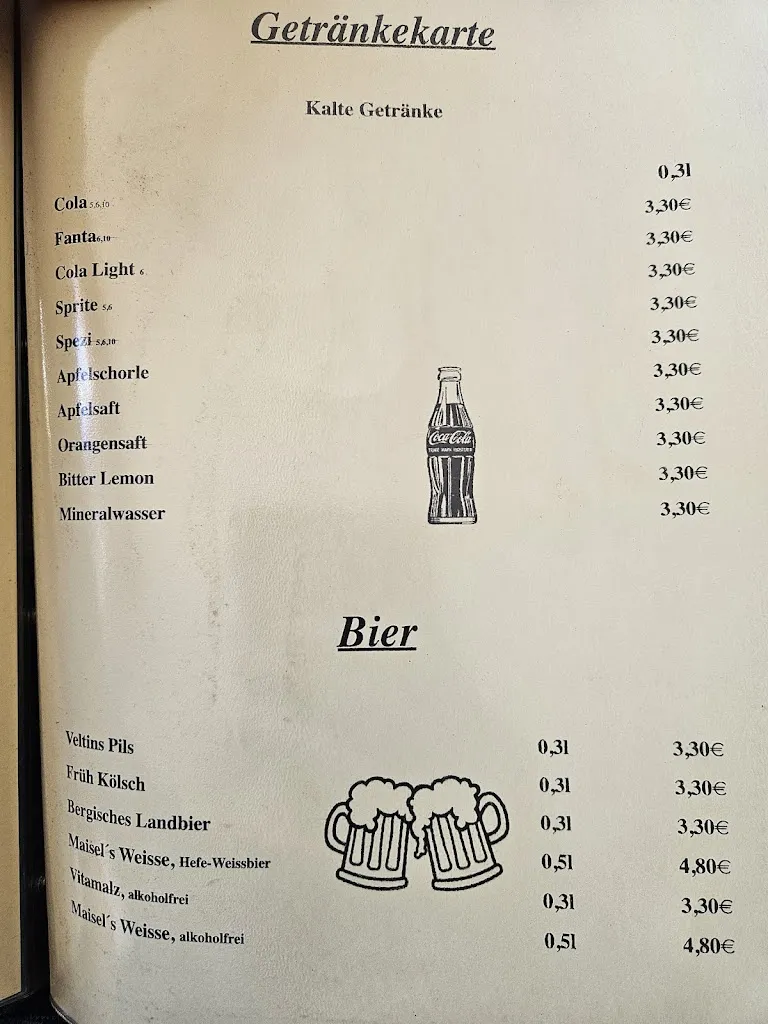 Getränkekarte
Kalte Getränke
0,3l
Cola 5,6,10 3,30€
Fanta 6,10 3,30€
Cola Light 6 3,30€
Sprite 5,6 3,30€
Spezi 5,6,10 3,30€
Apfelschorle 3,30€
Apfelsaft 3,30€
Orangensaft 3,30€
Bitter Lemon 3,30€
Mineralwasser 3,30€
Coca-Cola
Bier
Veltins Pils 0,3l 3,30€
Früh Kölsch 0,3l 3,30€
Bergisches Landbier 0,3l 3,30€
Maisel´s Weisse, Hefe-Weissbier 0,5l 4,80€
Vitamalz, alkoholfrei 0,3l 3,30€
Maisel´s Weisse, alkoholfrei 0,5l 4,80€